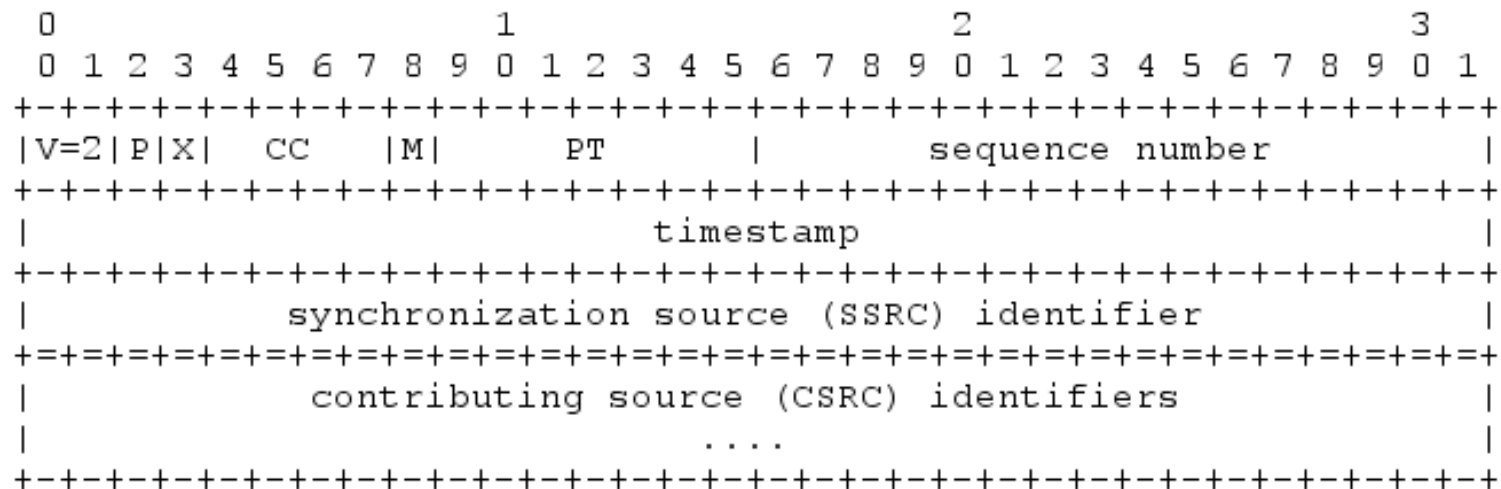 0                   1                   2                   3
 0 1 2 3 4 5 6 7 8 9 0 1 2 3 4 5 6 7 8 9 0 1 2 3 4 5 6 7 8 9 0 1
+-+-+-+-+-+-+-+-+-+-+-+-+-+-+-+-+-+-+-+-+-+-+-+-+-+-+-+-+-+-+-+-+
|V=2|P|X|  CC   |M|     PT      |       sequence number         |
+-+-+-+-+-+-+-+-+-+-+-+-+-+-+-+-+-+-+-+-+-+-+-+-+-+-+-+-+-+-+-+-+
|                           timestamp                           |
+-+-+-+-+-+-+-+-+-+-+-+-+-+-+-+-+-+-+-+-+-+-+-+-+-+-+-+-+-+-+-+-+
|           synchronization source (SSRC) identifier            |
+=+=+=+=+=+=+=+=+=+=+=+=+=+=+=+=+=+=+=+=+=+=+=+=+=+=+=+=+=+=+=+=+
|            contributing source (CSRC) identifiers             |
|                             ....                              |
+-+-+-+-+-+-+-+-+-+-+-+-+-+-+-+-+-+-+-+-+-+-+-+-+-+-+-+-+-+-+-+-+